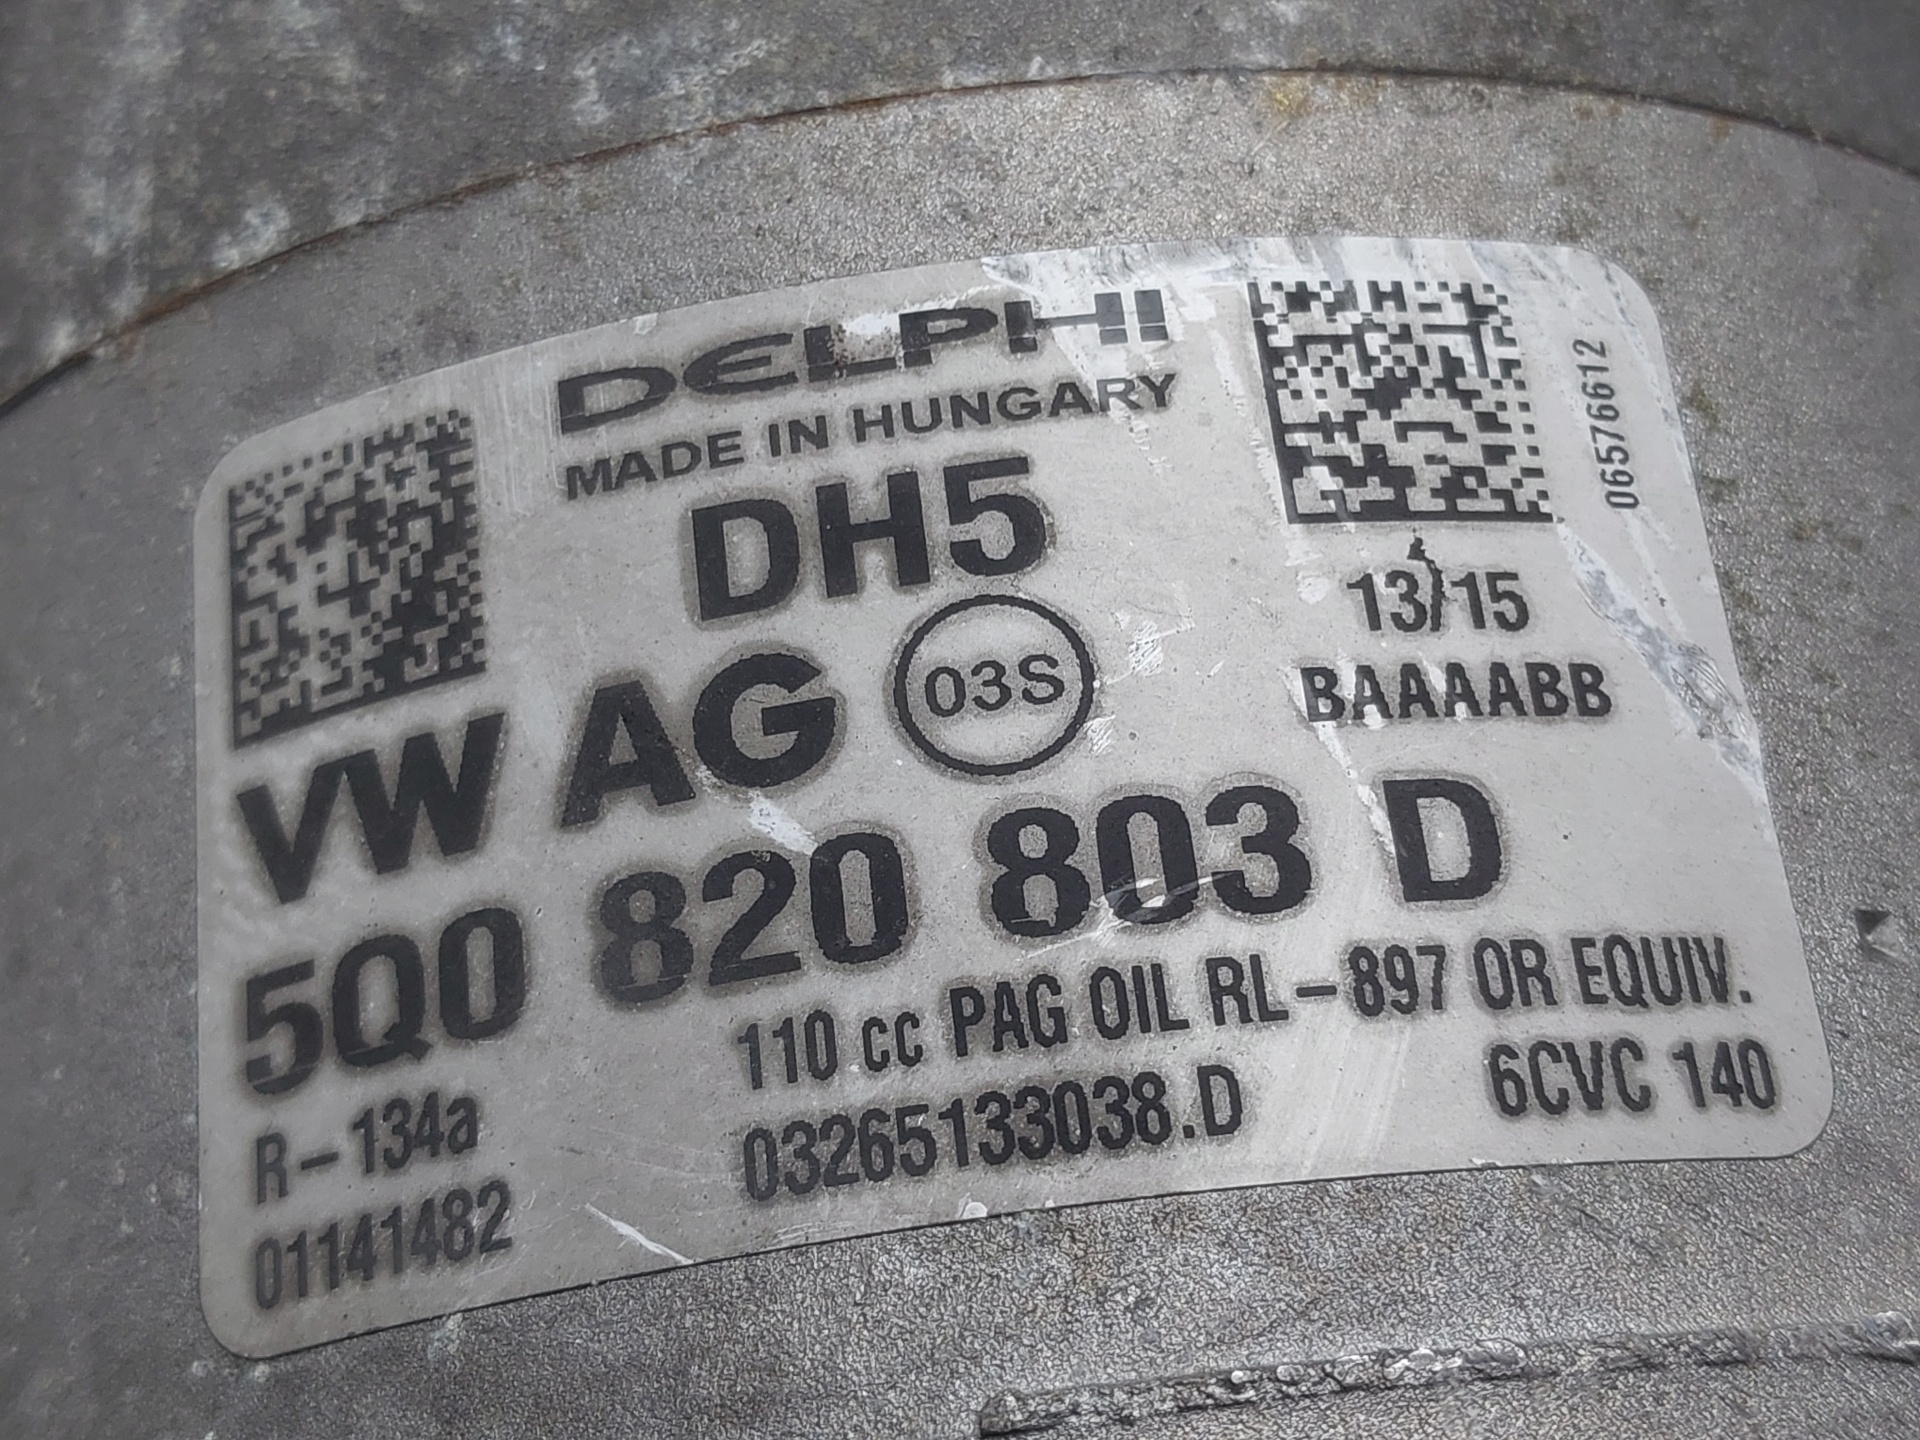 DELPHI
MADE IN HUNGARY
DH5
06576612
13/15
VW AG 03S
BAAAABB
5Q0 820 803 D
110 cc PAG OIL RL-897 OR EQUIV.
R-134a
03265133038.D
6CVC 140
01141482